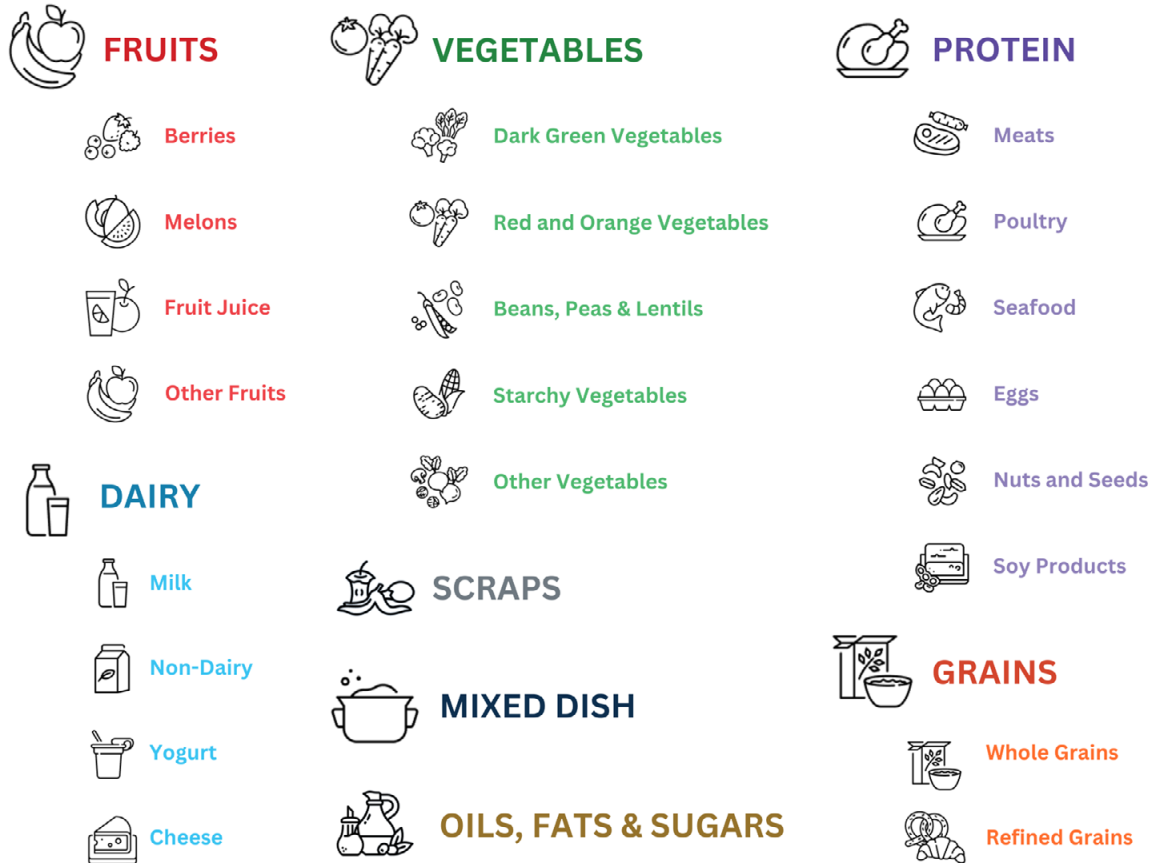 FRUITS
Berries
Melons
Fruit Juice
Other Fruits
DAIRY
Milk
Non-Dairy
Yogurt
Cheese
VEGETABLES
Dark Green Vegetables
Red and Orange Vegetables
Beans, Peas & Lentils
Starchy Vegetables
Other Vegetables
SCRAPS
MIXED DISH
OILS, FATS & SUGARS
PROTEIN
Meats
Poultry
Seafood
Eggs
Nuts and Seeds
Soy Products
GRAINS
Whole Grains
Refined Grains